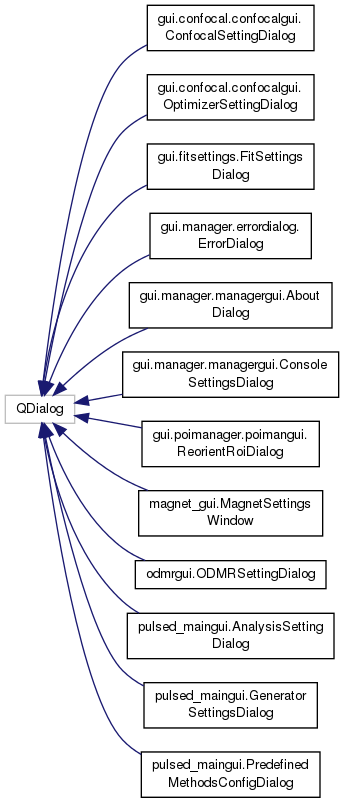 gui.confocal.confocalgui.
ConfocalSettingDialog
gui.confocal.confocalgui.
OptimizerSettingDialog
gui.fitsettings.FitSettings
Dialog
gui.manager.errordialog.
ErrorDialog
gui.manager.managergui.About
Dialog
gui.manager.managergui.Console
SettingsDialog
QDialog
gui.poimanager.poimangui.
ReorientRoiDialog
magnet_gui.MagnetSettings
Window
odmrgui.ODMRSettingDialog
pulsed_maingui.AnalysisSetting
Dialog
pulsed_maingui.Generator
SettingsDialog
pulsed_maingui.Predefined
MethodsConfigDialog